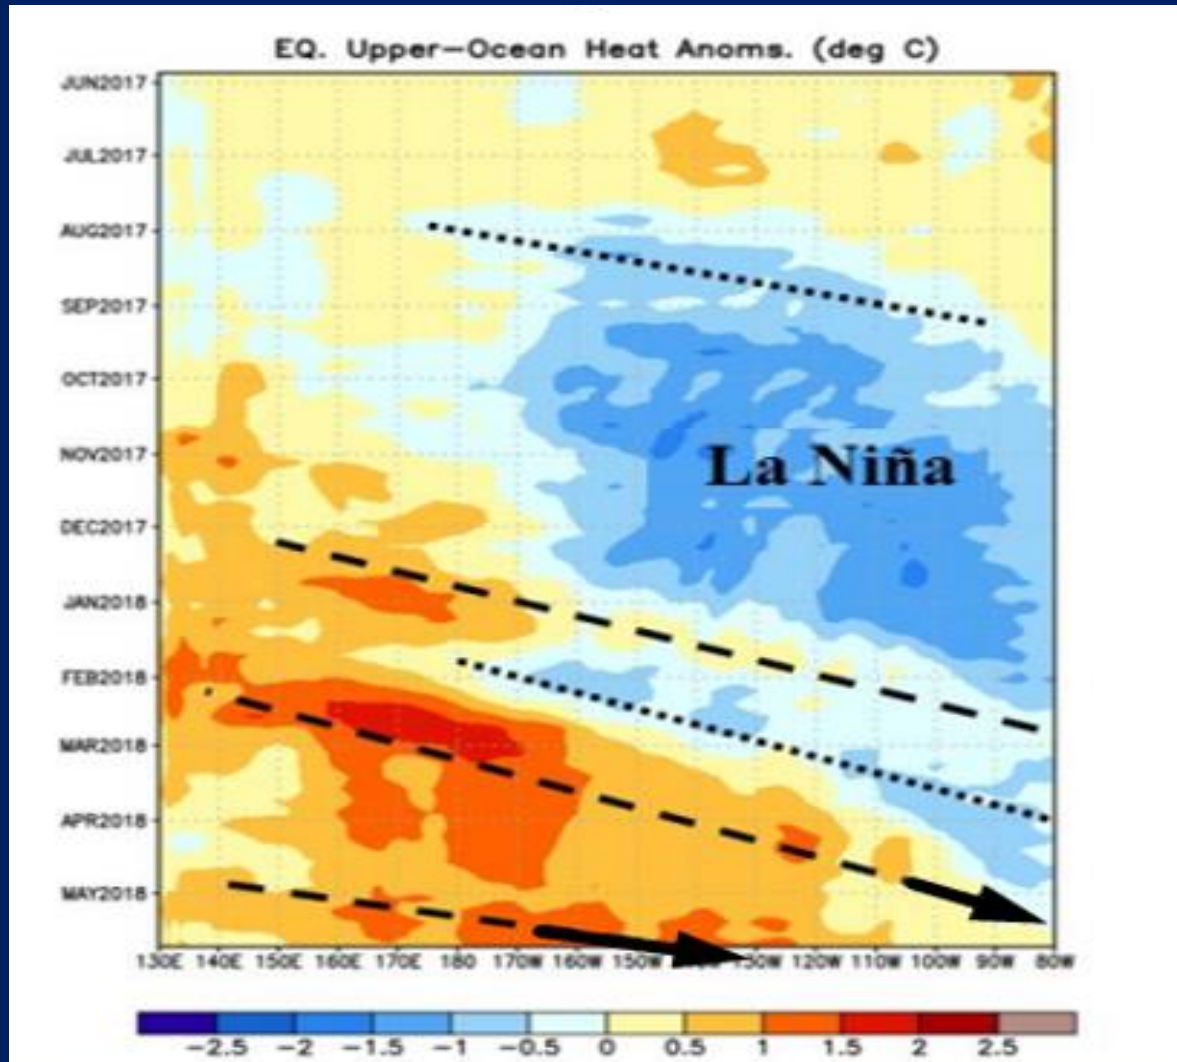 EQ. Upper-Ocean Heat Anoms. (deg C)
JUN2017
JUL2017
AUG2017
SEP2017
OCT2017
NOV2017
DEC2017
JAN2018
FEB2018
MAR2018
APR2018
MAY2018
La Niña
130E 140E 150E 160E 170E 180 170W 160W 150W 130W 120W 110W 100W 90W 80W
-2.5 -2 -1.5 -1 -0.5 0 0.5 1 1.5 2 2.5